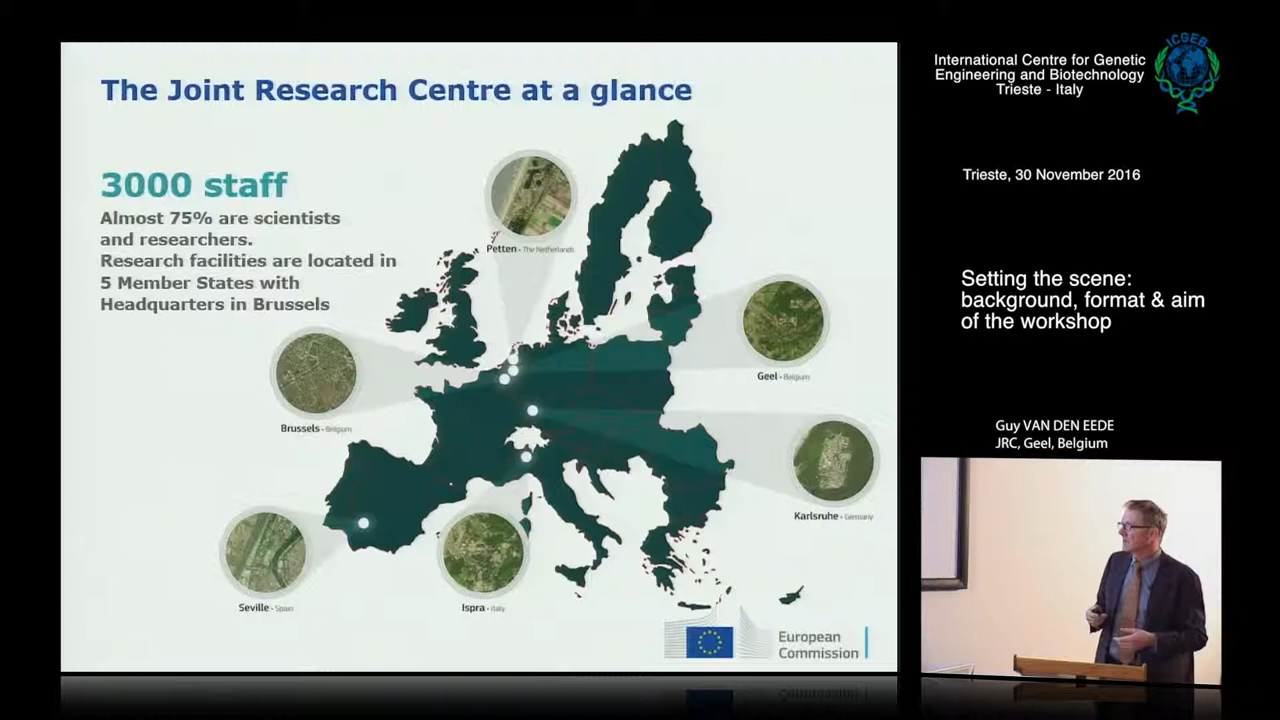 The Joint Research Centre at a glance
3000 staff
Almost 75% are scientists
and researchers.
Research facilities are located in
5 Member States with
Headquarters in Brussels
Petten - The Netherlands
Geel - Belgium
Brussels - Belgium
Karlsruhe - Germany
Seville - Spain
Ispra - Italy
European
Commission
International Centre for Genetic
Engineering and Biotechnology
Trieste - Italy
ICGEB
Trieste, 30 November 2016
Setting the scene:
background, format & aim
of the workshop
Guy VAN DEN EEDE
JRC, Geel, Belgium